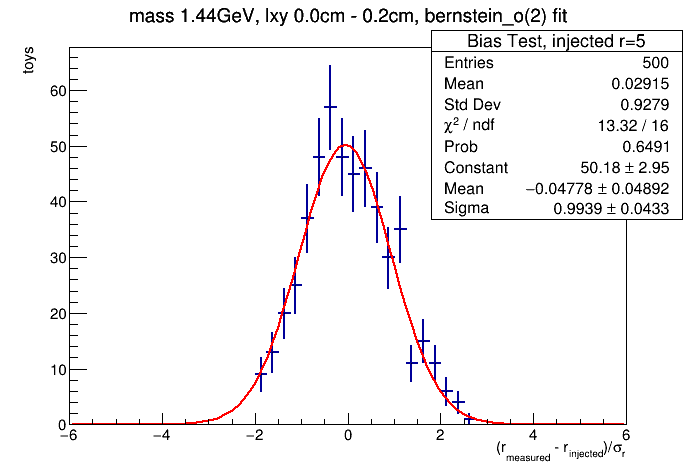 mass 1.44GeV, lxy 0.0cm - 0.2cm, bernstein_o(2) fit
Bias Test, injected r=5
Entries 500
Mean 0.02915
Std Dev 0.9279
χ² / ndf 13.32 / 16
Prob 0.6491
Constant 50.18 ± 2.95
Mean −0.04778 ± 0.04892
Sigma 0.9939 ± 0.0433
toys
60
50
40
30
20
10
0
−6 −4 −2 0 2 4 6
(r_measured - r_injected)/σ_r